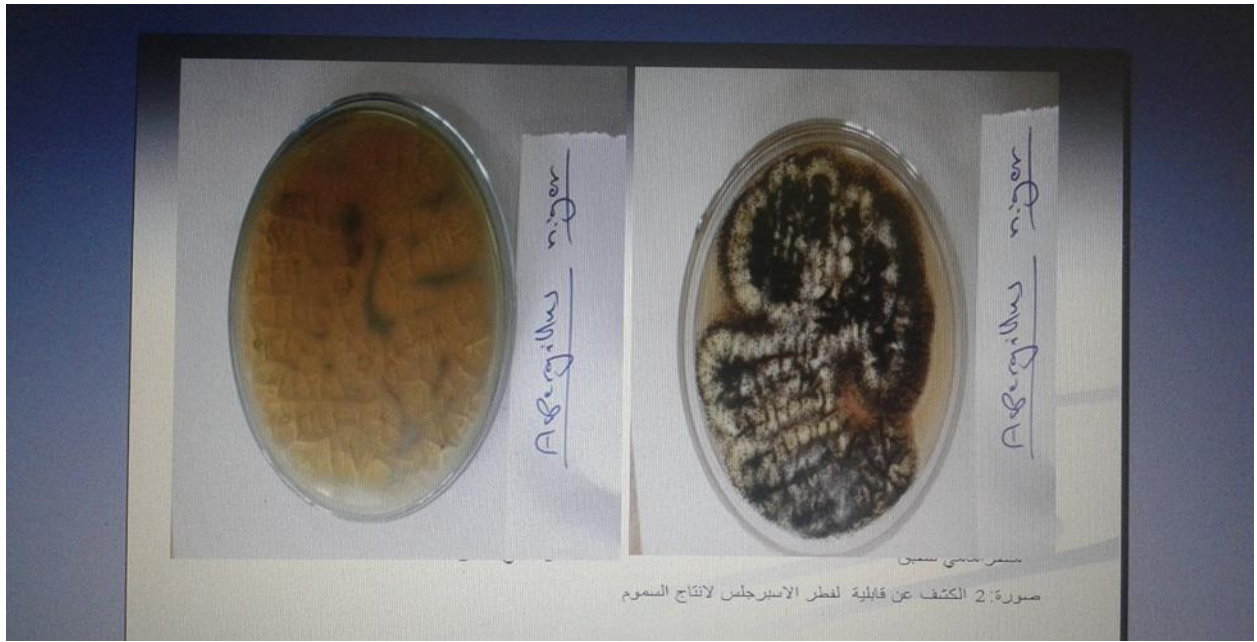 Aspergillus niger
Aspergillus niger
صورة: 2 الكشف عن قابلية لفطر الاسبرجلس لانتاج السموم